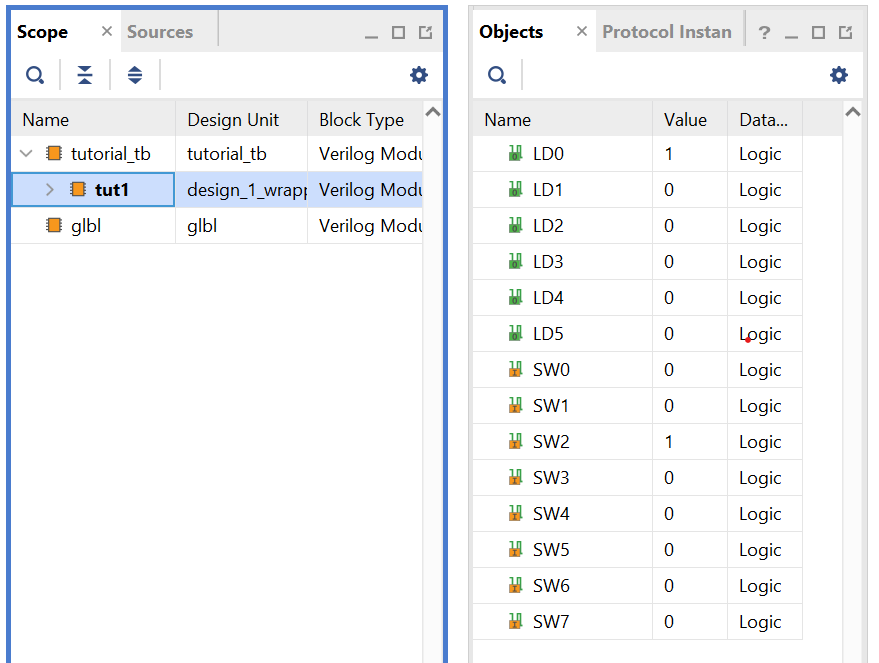 Scope × Sources
Name Design Unit Block Type
tutorial_tb tutorial_tb Verilog Modu
tut1 design_1_wrapp Verilog Modu
glbl glbl Verilog Modu
Objects × Protocol Instan ?
Name Value Data...
LD0 1 Logic
LD1 0 Logic
LD2 0 Logic
LD3 0 Logic
LD4 0 Logic
LD5 0 Logic
SW0 0 Logic
SW1 0 Logic
SW2 1 Logic
SW3 0 Logic
SW4 0 Logic
SW5 0 Logic
SW6 0 Logic
SW7 0 Logic